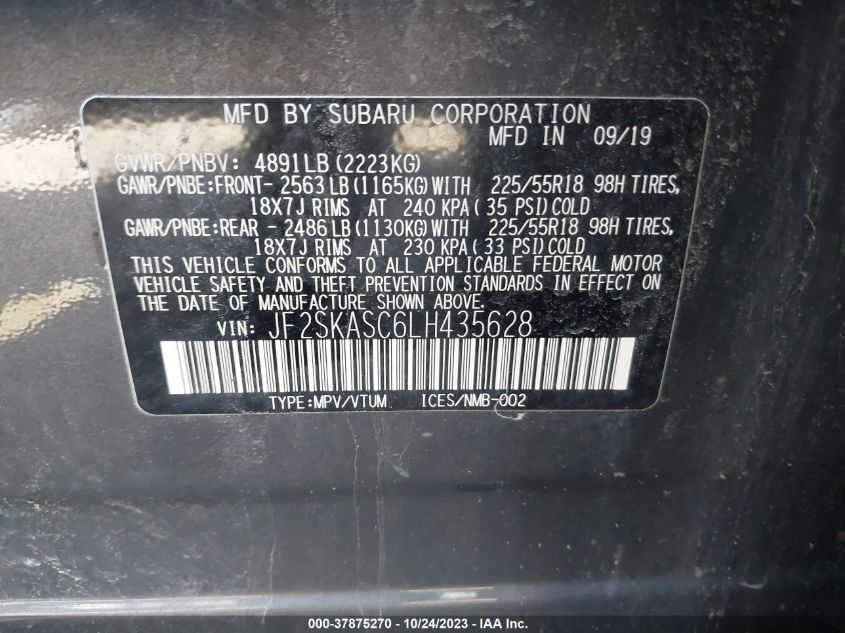 MFD BY SUBARU CORPORATION
MFD IN 09/19
GVWR/PNBV: 4891LB(2223KG)
GAWR/PNBE:FRONT- 2563LB(1165KG)WITH 225/55R18 98H TIRES,
18X7J RIMS AT 240 KPA(35 PSI)COLD
GAWR/PNBE:REAR - 2486LB(1130KG)WITH 225/55R18 98H TIRES,
18X7J RIMS AT 230 KPA(33 PSI)COLD
THIS VEHICLE CONFORMS TO ALL APPLICABLE FEDERAL MOTOR
VEHICLE SAFETY AND THEFT PREVENTION STANDARDS IN EFFECT ON
THE DATE OF MANUFACTURE SHOWN ABOVE.
VIN: JF2SKASC6LH435628
TYPE:MPV/VTUM ICES/NMB-002
000-37875270 - 10/24/2023 - IAA Inc.